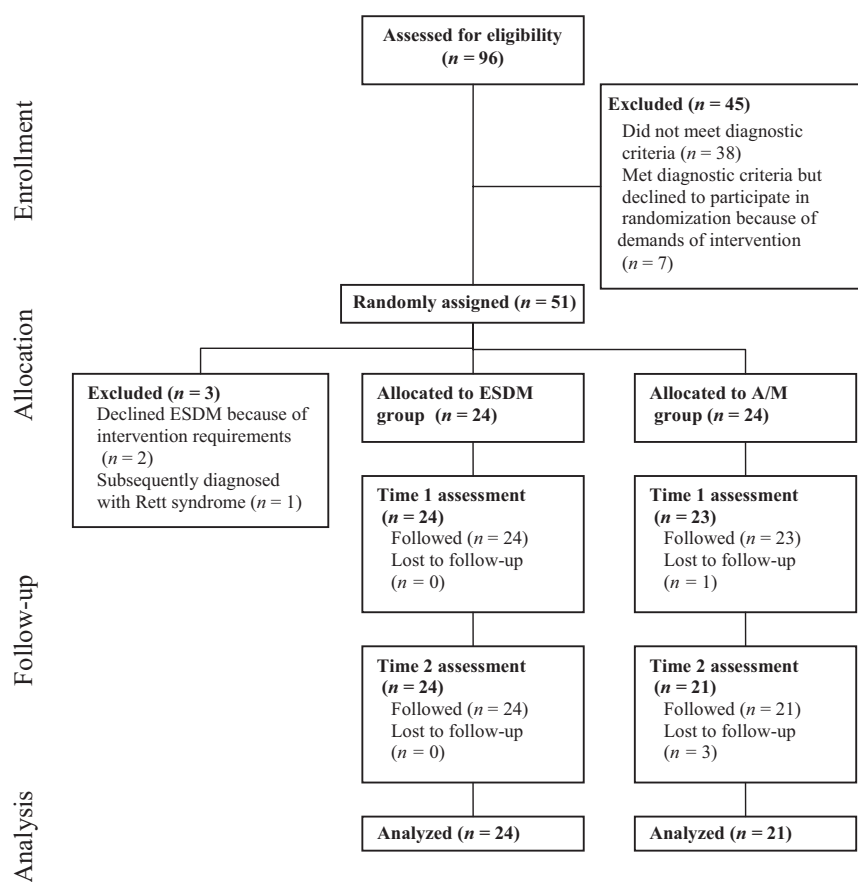 Assessed for eligibility
(n = 96)
Enrollment
Excluded (n = 45)
Did not meet diagnostic
criteria (n = 38)
Met diagnostic criteria but
declined to participate in
randomization because of
demands of intervention
(n = 7)
Randomly assigned (n = 51)
Allocation
Excluded (n = 3)
Declined ESDM because of
intervention requirements
(n = 2)
Subsequently diagnosed
with Rett syndrome (n = 1)
Allocated to ESDM
group (n = 24)
Allocated to A/M
group (n = 24)
Follow-up
Time 1 assessment
(n = 24)
Followed (n = 24)
Lost to follow-up
(n = 0)
Time 1 assessment
(n = 23)
Followed (n = 23)
Lost to follow-up
(n = 1)
Time 2 assessment
(n = 24)
Followed (n = 24)
Lost to follow-up
(n = 0)
Time 2 assessment
(n = 21)
Followed (n = 21)
Lost to follow-up
(n = 3)
Analysis
Analyzed (n = 24)
Analyzed (n = 21)